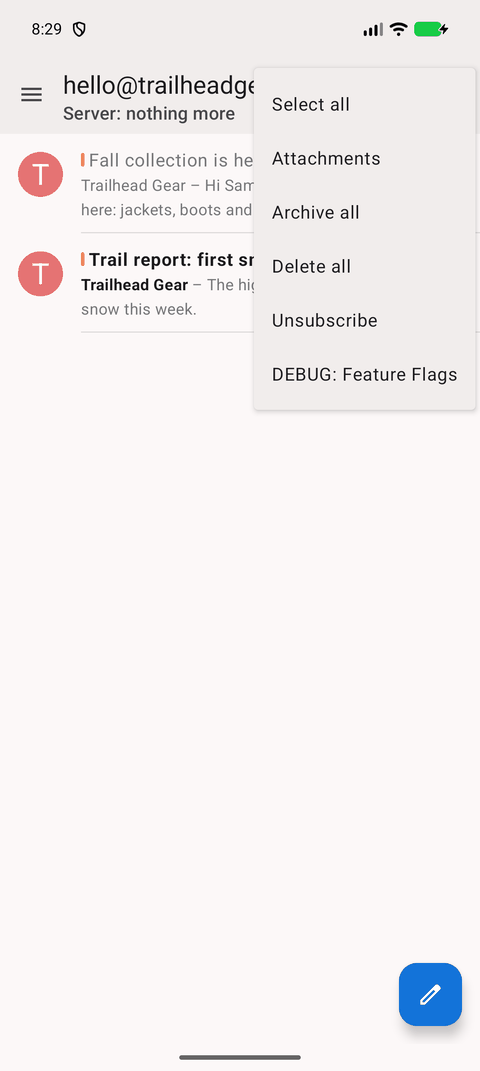 8:29
hello@trailheadge
Server: nothing more
Select all
Attachments
Archive all
Delete all
Unsubscribe
DEBUG: Feature Flags
T
Fall collection is he
Trailhead Gear – Hi Sam
here: jackets, boots and
T
Trail report: first sn
Trailhead Gear – The hig
snow this week.